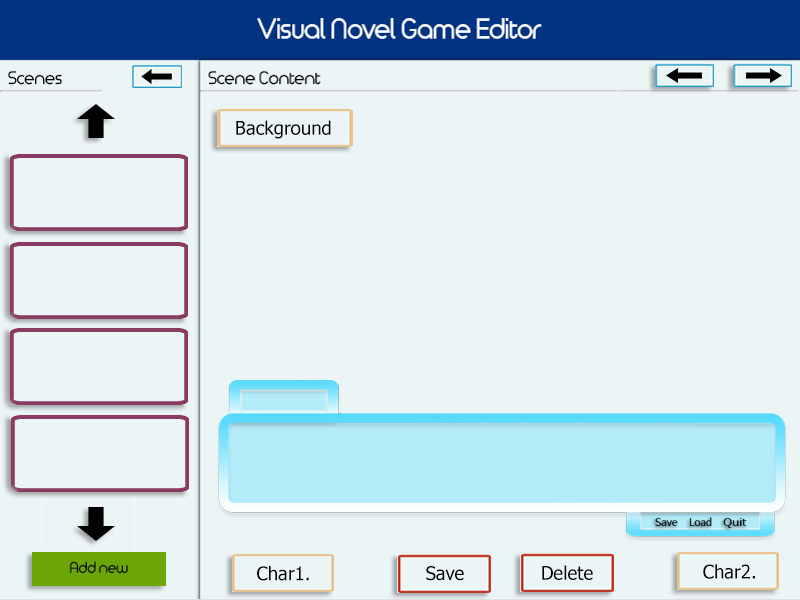 Visual Novel Game Editor
Scenes
Scene Content
Background
Save Load Quit
Add new
Char1.
Save
Delete
Char2.